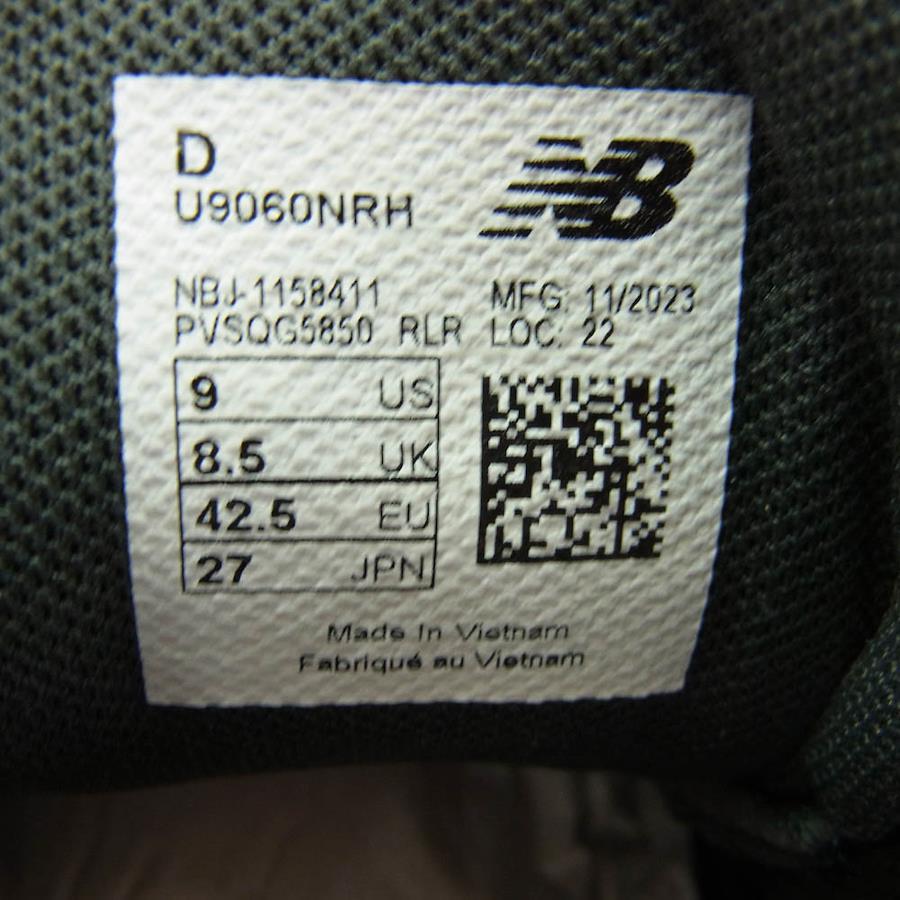 D
U9060NRH
NB
NBJ-1158411
PVSQG5850 RLR
MFG: 11/2023
LOC: 22
9 US
8.5 UK
42.5 EU
27 JPN
Made In Vietnam
Fabriqué au Vietnam